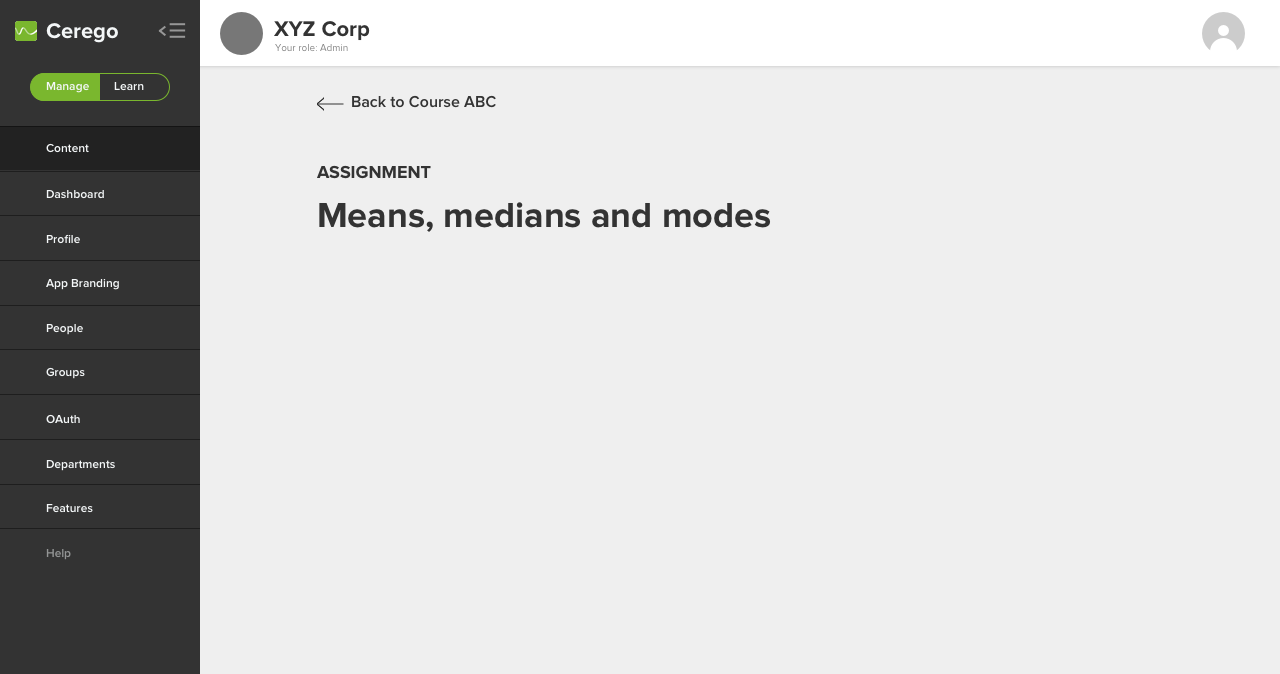 Cerego
XYZ Corp
Your role: Admin
Manage
Learn
Content
Dashboard
Profile
App Branding
People
Groups
OAuth
Departments
Features
Help
Back to Course ABC
ASSIGNMENT
Means, medians and modes